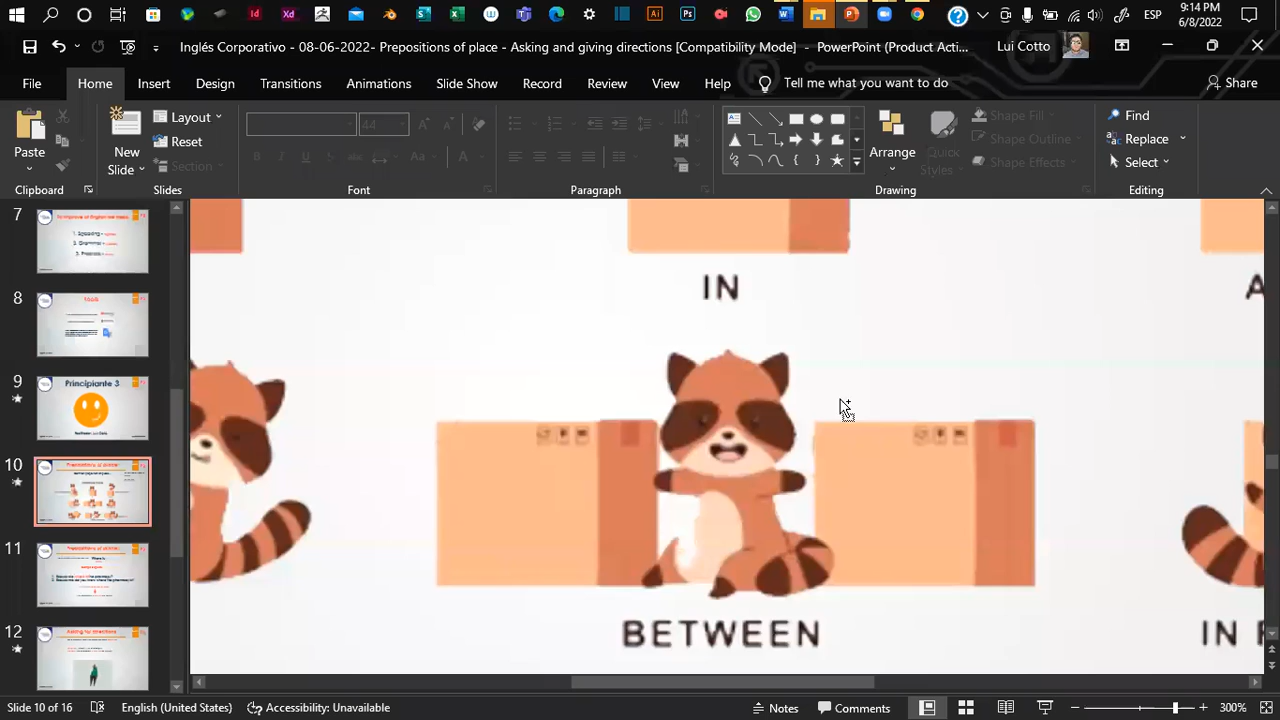 ESP
9:14 PM
6/8/2022
Inglés Corporativo - 08-06-2022- Prepositions of place - Asking and giving directions [Compatibility Mode] - PowerPoint (Product Acti...
Lui Cotto
File Home Insert Design Transitions Animations Slide Show Record Review View Help Tell me what you want to do Share
Paste
New Slide
Layout
Reset
Section
44
Arrange
Quick Styles
Shape Fill
Shape Outline
Shape Effects
Find
Replace
Select
Clipboard Slides Font Paragraph Drawing Editing
7
8
9
Principiante 3
10
11
12
IN
A
BETWEEN
IN
Slide 10 of 16 English (United States) Accessibility: Unavailable Notes Comments 300%